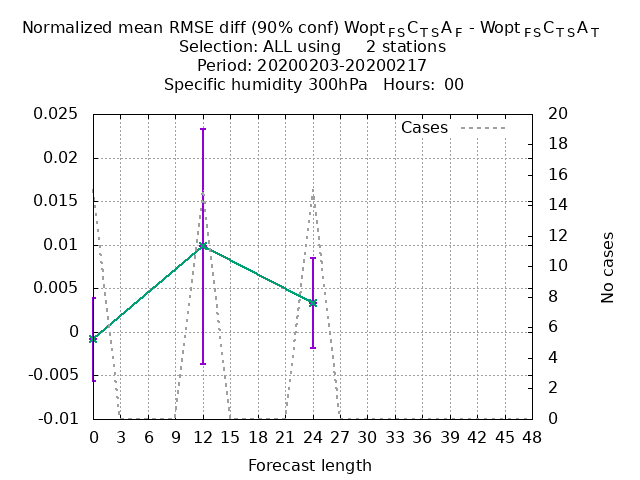 Normalized mean RMSE diff (90% conf) Wopt FS C T S A F - Wopt FS C T S A T
Selection: ALL using 2 stations
Period: 20200203-20200217
Specific humidity 300hPa Hours: 00
Cases
0.025
0.02
0.015
0.01
0.005
0
-0.005
-0.01
20
18
16
14
12
10
8
6
4
2
0
No cases
0 3 6 9 12 15 18 21 24 27 30 33 36 39 42 45 48
Forecast length